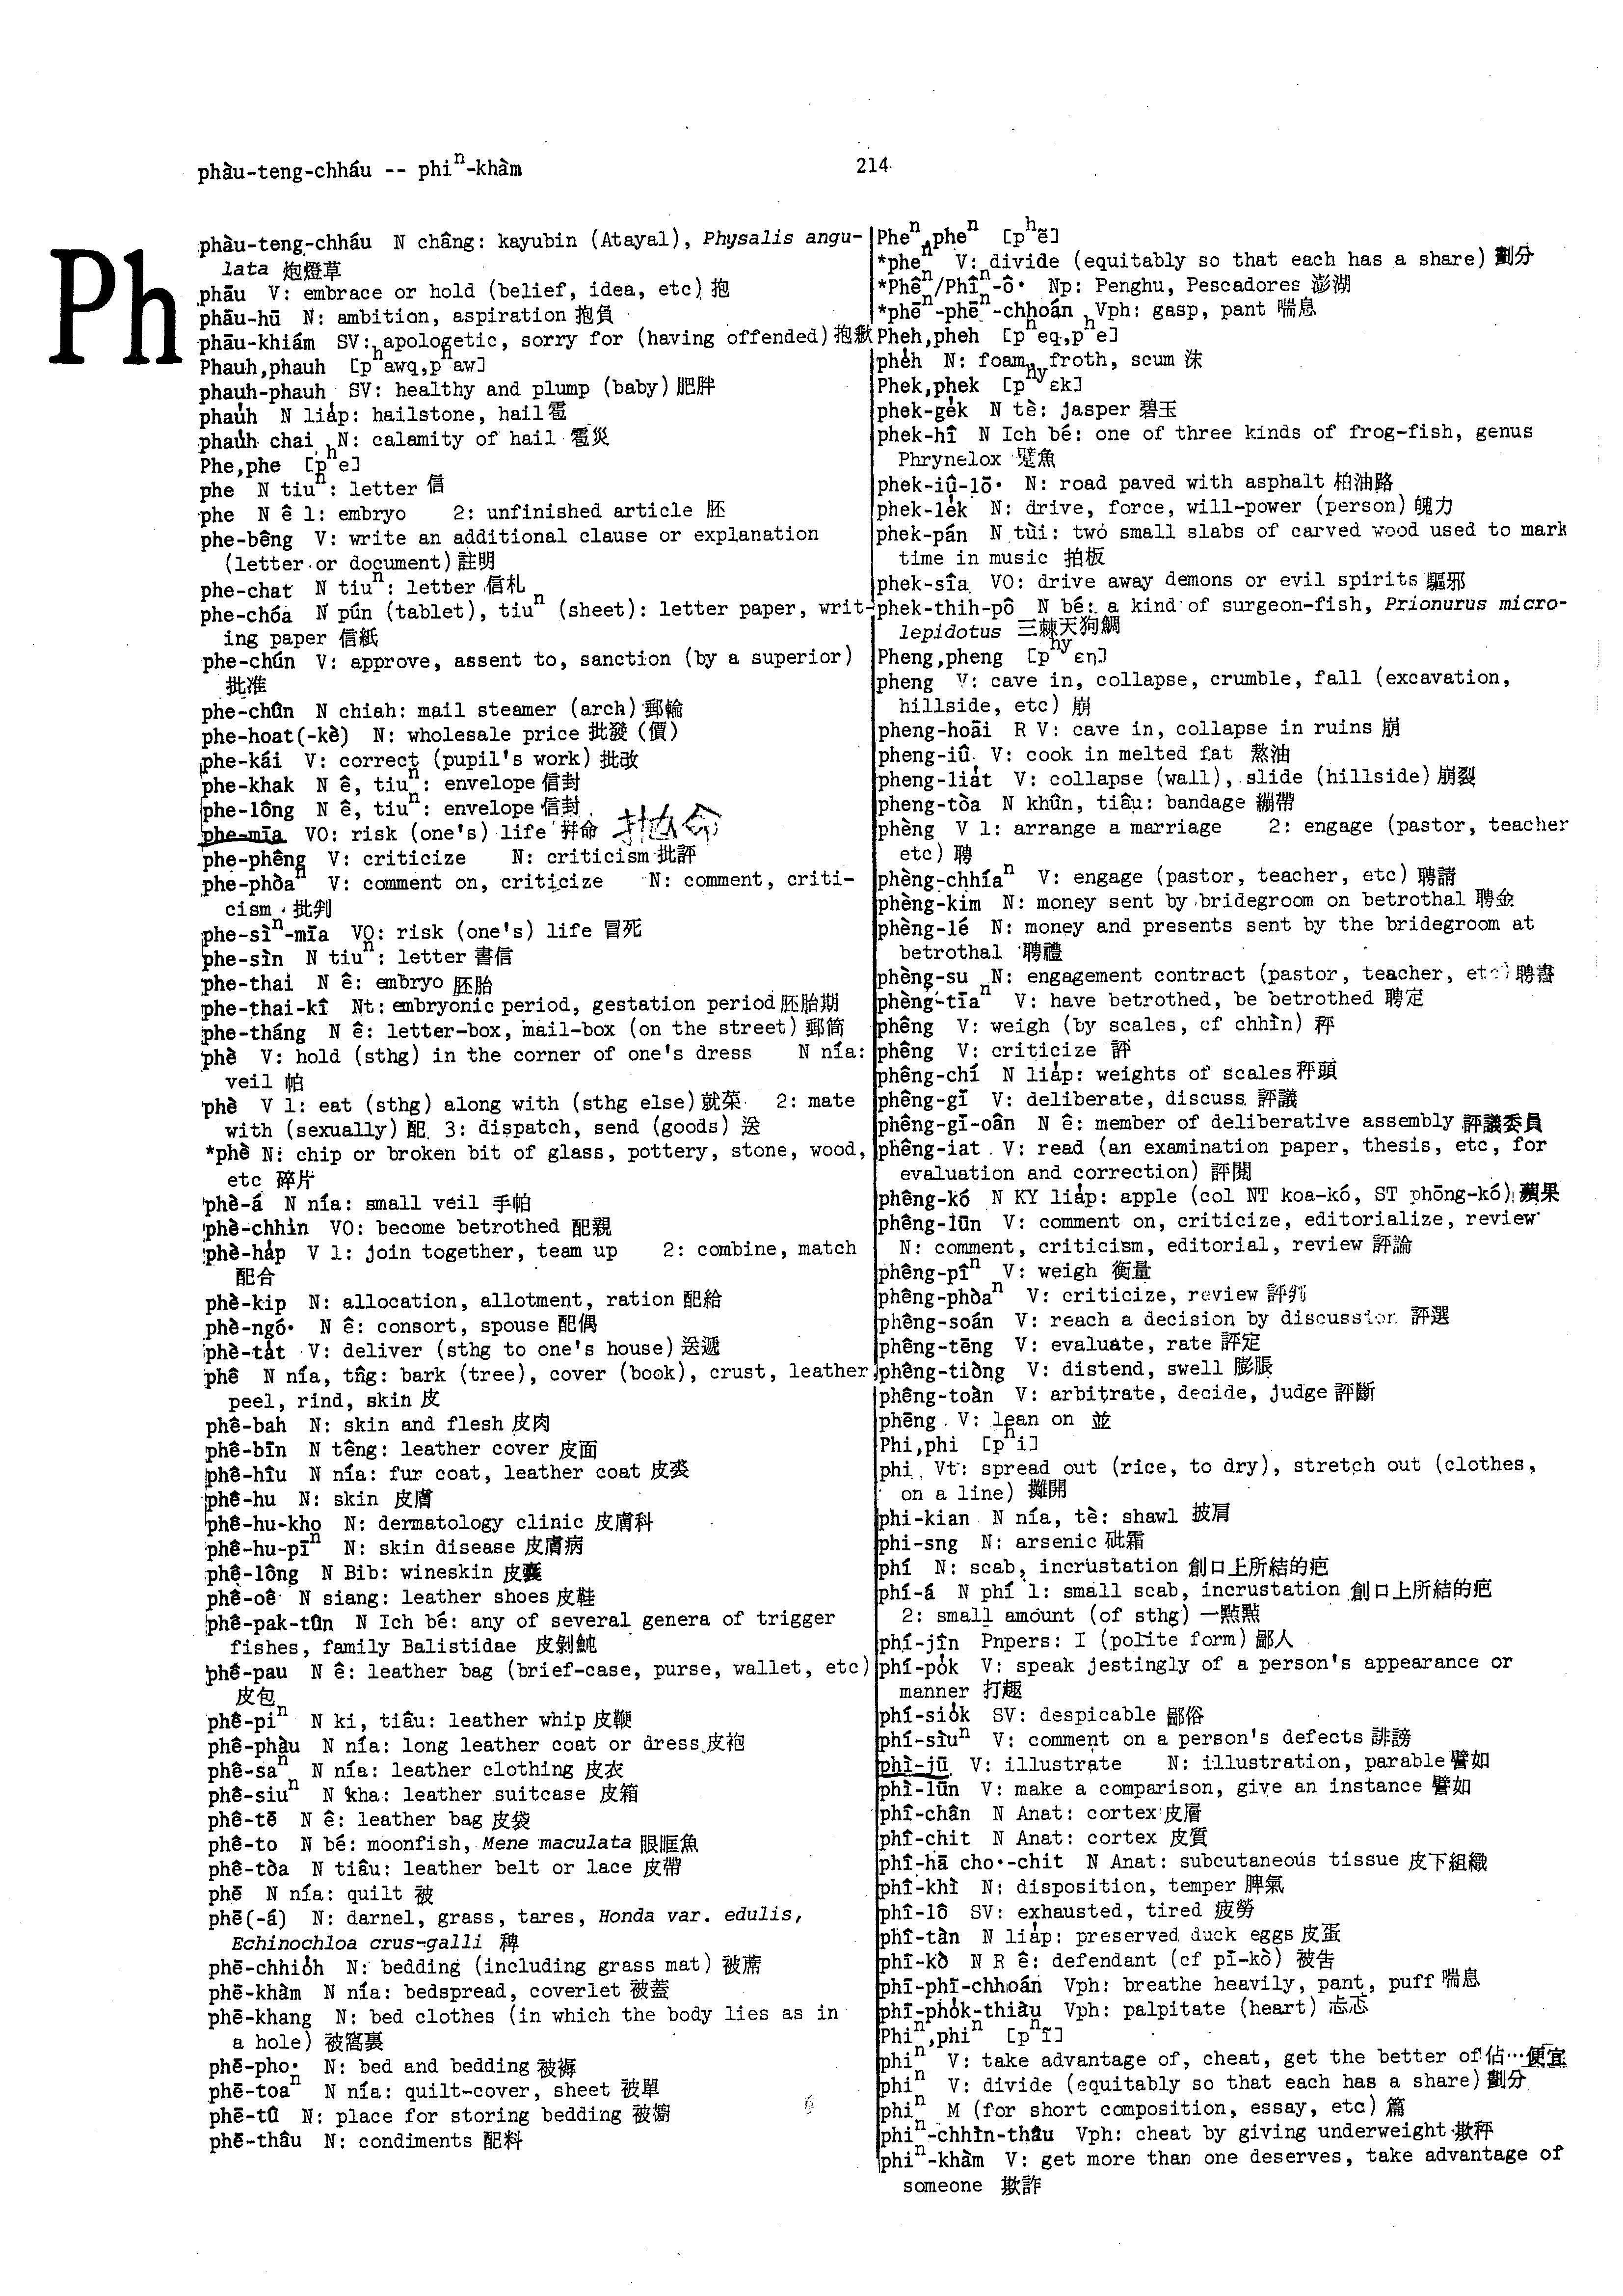 phàu-teng-chháu -- phiⁿ-khàm
214
Ph
phàu-teng-chháu N châng: kayubin (Atayal), Physalis angu-
lata 炮燈草
phāu V: embrace or hold (belief, idea, etc) 抱
phāu-hū N: ambition, aspiration 抱負
phāu-khiám SV: apologetic, sorry for (having offended) 抱歉
Phauh,phauh [pʰawq,pʰaw]
phauh-phauh SV: healthy and plump (baby) 肥胖
pha̍uh N lia̍p: hailstone, hail 雹
pha̍uh chai N: calamity of hail 雹災
Phe,phe [pʰe]
phe N tiuⁿ: letter 信
phe N ê 1: embryo 2: unfinished article 胚
phe-bêng V: write an additional clause or explanation
(letter or document) 註明
phe-chat N tiuⁿ: letter 信札
phe-chóa N pún (tablet), tiuⁿ (sheet): letter paper, writ-
ing paper 信紙
phe-chún V: approve, assent to, sanction (by a superior)
批准
phe-chûn N chiah: mail steamer (arch) 郵輪
phe-hoat(-kè) N: wholesale price 批發(價)
phe-kái V: correct (pupil's work) 批改
phe-khak N ê, tiuⁿ: envelope 信封
phe-lông N ê, tiuⁿ: envelope 信封
phe-mīa VO: risk (one's) life 拼命
phe-phêng V: criticize N: criticism 批評
phe-phòaⁿ V: comment on, criticize N: comment, criti-
cism 批判
phe-sìⁿ-mīa VO: risk (one's) life 冒死
phe-sìn N tiuⁿ: letter 書信
phe-thai N ê: embryo 胚胎
phe-thai-kî Nt: embryonic period, gestation period 胚胎期
phe-tháng N ê: letter-box, mail-box (on the street) 郵筒
phè V: hold (sthg) in the corner of one's dress N nía:
veil 帕
phè V 1: eat (sthg) along with (sthg else) 就菜 2: mate
with (sexually) 配 3: dispatch, send (goods) 送
*phè N: chip or broken bit of glass, pottery, stone, wood,
etc 碎片
phè-á N nía: small veil 手帕
phè-chhin VO: become betrothed 配親
phè-ha̍p V 1: join together, team up 2: combine, match
配合
phè-kip N: allocation, allotment, ration 配給
phè-ngó͘ N ê: consort, spouse 配偶
phè-ta̍t V: deliver (sthg to one's house) 送遞
phê N nía, tn̂g: bark (tree), cover (book), crust, leather,
peel, rind, skin 皮
phê-bah N: skin and flesh 皮肉
phê-bīn N têng: leather cover 皮面
phê-hîu N nía: fur coat, leather coat 皮裘
phê-hu N: skin 皮膚
phê-hu-kho N: dermatology clinic 皮膚科
phê-hu-pīⁿ N: skin disease 皮膚病
phê-lông N Bib: wineskin 皮囊
phê-oê N siang: leather shoes 皮鞋
phê-pak-tûn N Ich bé: any of several genera of trigger
fishes, family Balistidae 皮剝魨
phê-pau N ê: leather bag (brief-case, purse, wallet, etc)
皮包
phê-piⁿ N ki, tiâu: leather whip 皮鞭
phê-phàu N nía: long leather coat or dress 皮袍
phê-saⁿ N nía: leather clothing 皮衣
phê-siuⁿ N kha: leather suitcase 皮箱
phê-tē N ê: leather bag 皮袋
phê-to N bé: moonfish, Mene maculata 眼眶魚
phê-tòa N tiâu: leather belt or lace 皮帶
phē N nía: quilt 被
phē(-á) N: darnel, grass, tares, Honda var. edulis,
Echinochloa crus-galli 稗
phē-chhio̍h N: bedding (including grass mat) 被蓆
phē-khàm N nía: bedspread, coverlet 被蓋
phē-khang N: bed clothes (in which the body lies as in
a hole) 被窩裏
phē-pho͘ N: bed and bedding 被褥
phē-toaⁿ N nía: quilt-cover, sheet 被單
phē-tû N: place for storing bedding 被櫥
phē-thâu N: condiments 配料
Pheⁿ,pheⁿ [pʰẽ]
*pheⁿ V: divide (equitably so that each has a share) 劃分
*Phêⁿ/Phîⁿ-ô͘ Np: Penghu, Pescadores 澎湖
*phēⁿ-phēⁿ-chhoán Vph: gasp, pant 喘息
Pheh,pheh [pʰeq,pʰe]
phe̍h N: foam, froth, scum 沫
Phek,phek [pʰʸɛk]
phek-ge̍k N tè: jasper 碧玉
phek-hî N Ich bé: one of three kinds of frog-fish, genus
Phrynelox 躄魚
phek-iû-lō͘ N: road paved with asphalt 柏油路
phek-le̍k N: drive, force, will-power (person) 魄力
phek-pán N tùi: two small slabs of carved wood used to mark
time in music 拍板
phek-sîa VO: drive away demons or evil spirits 驅邪
phek-thih-pô N bé: a kind of surgeon-fish, Prionurus micro-
lepidotus 三棘天狗鯛
Pheng,pheng [pʰʸɛŋ]
pheng V: cave in, collapse, crumble, fall (excavation,
hillside, etc) 崩
pheng-hoāi R V: cave in, collapse in ruins 崩
pheng-iû V: cook in melted fat 熬油
pheng-lia̍t V: collapse (wall), slide (hillside) 崩裂
pheng-tòa N khûn, tiâu: bandage 繃帶
phèng V 1: arrange a marriage 2: engage (pastor, teacher
etc) 聘
phèng-chhíaⁿ V: engage (pastor, teacher, etc) 聘請
phèng-kim N: money sent by bridegroom on betrothal 聘金
phèng-lé N: money and presents sent by the bridegroom at
betrothal 聘禮
phèng-su N: engagement contract (pastor, teacher, etc) 聘書
phèng-tīaⁿ V: have betrothed, be betrothed 聘定
phêng V: weigh (by scales, cf chhìn) 秤
phêng V: criticize 評
phêng-chí N lia̍p: weights of scales 秤頭
phêng-gī V: deliberate, discuss 評議
phêng-gī-oân N ê: member of deliberative assembly 評議委員
phêng-iat V: read (an examination paper, thesis, etc, for
evaluation and correction) 評閱
phêng-kó N KY lia̍p: apple (col NT koa-kó, ST phōng-kó) 蘋果
phêng-lūn V: comment on, criticize, editorialize, review
N: comment, criticism, editorial, review 評論
phêng-pîⁿ V: weigh 衡量
phêng-phòaⁿ V: criticize, review 評判
phêng-soán V: reach a decision by discussion 評選
phêng-tēng V: evaluate, rate 評定
phêng-tiòng V: distend, swell 膨脹
phêng-toàn V: arbitrate, decide, judge 評斷
phēng V: lean on 並
Phi,phi [pʰi]
phi Vt: spread out (rice, to dry), stretch out (clothes,
on a line) 攤開
phi-kian N nía, tè: shawl 披肩
phi-sng N: arsenic 砒霜
phí N: scab, incrustation 創口上所結的疤
phí-á N phí 1: small scab, incrustation 創口上所結的疤
2: small amount (of sthg) 一點點
phí-jîn Pnpers: I (polite form) 鄙人
phí-po̍k V: speak jestingly of a person's appearance or
manner 打趣
phí-sio̍k SV: despicable 鄙俗
phí-sìuⁿ V: comment on a person's defects 誹謗
phì-jū V: illustrate N: illustration, parable 譬如
phì-lūn V: make a comparison, give an instance 譬如
phî-chân N Anat: cortex 皮層
phî-chit N Anat: cortex 皮質
phî-hā cho͘-chit N Anat: subcutaneous tissue 皮下組織
phî-khì N: disposition, temper 脾氣
phî-lô SV: exhausted, tired 疲勞
phî-tàn N lia̍p: preserved duck eggs 皮蛋
phī-kò N R ê: defendant (cf pī-kò) 被告
phī-phī-chhoán Vph: breathe heavily, pant, puff 喘息
phī-pho̍k-thiàu Vph: palpitate (heart) 忐忑
Phiⁿ,phiⁿ [pʰĩ]
phiⁿ V: take advantage of, cheat, get the better of 佔…便宜
phiⁿ V: divide (equitably so that each has a share) 劃分
phiⁿ M (for short composition, essay, etc) 篇
phiⁿ-chhìn-thâu Vph: cheat by giving underweight 欺秤
phiⁿ-khàm V: get more than one deserves, take advantage of
someone 欺詐